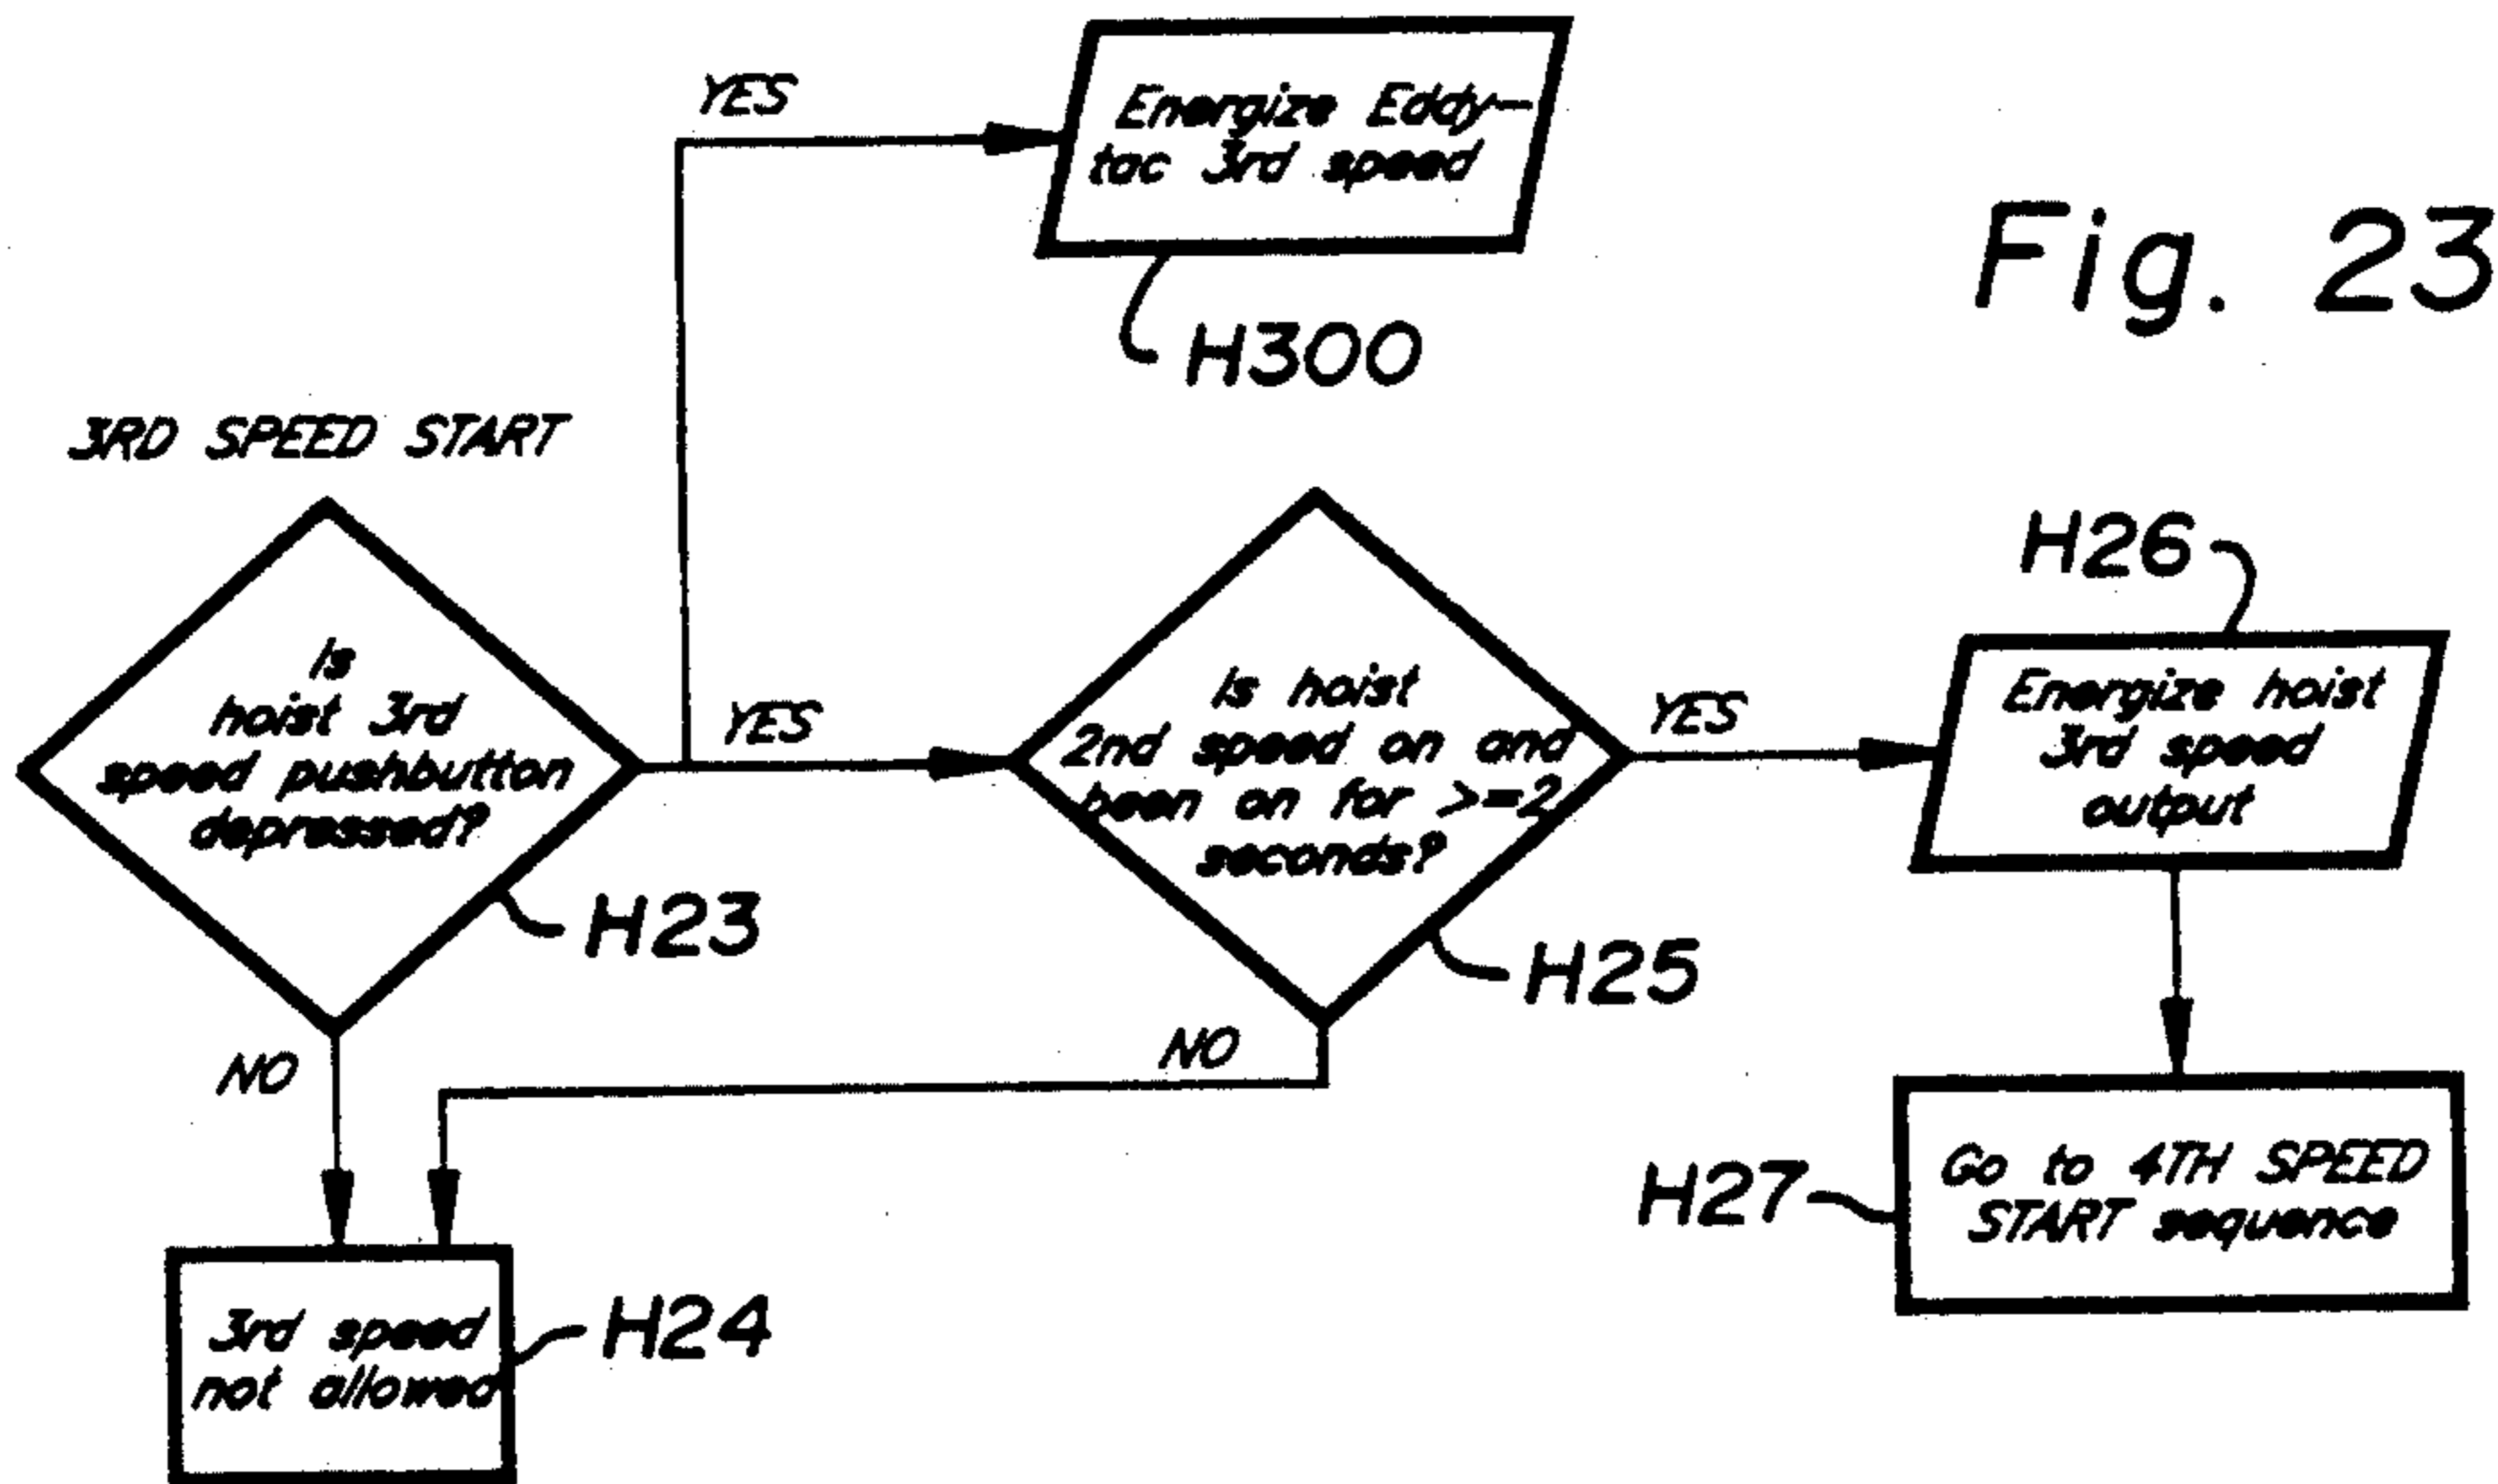 YES
Energize Eddy-
tac 3rd speed
Fig. 23
H300
3RD SPEED START
H26
Is
hoist 3rd
speed pushbutton
depressed?
YES
Is hoist
2nd speed on and
been on for >=2
seconds?
YES
Energize hoist
3rd speed
output
H23
H25
NO
NO
H27
Go to 4TH SPEED
START sequence
3rd speed
not allowed
H24